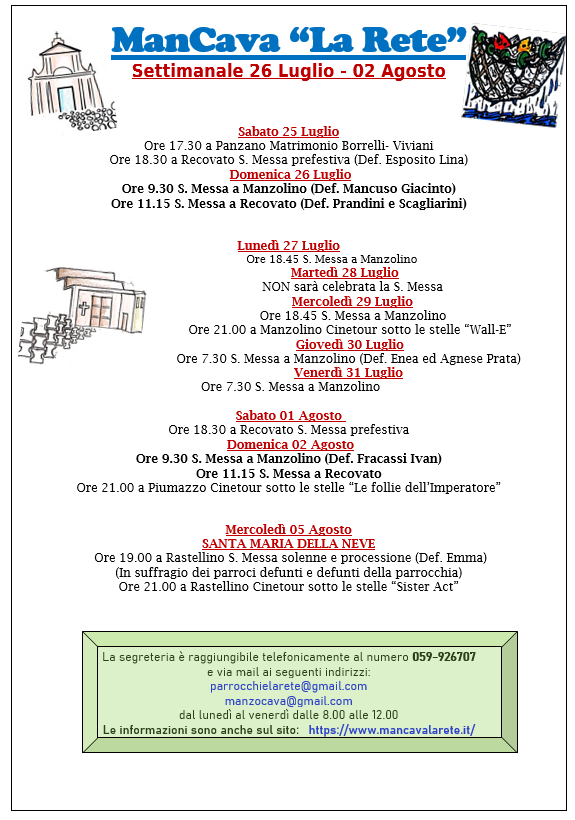 ManCava “La Rete”
Settimanale 26 Luglio - 02 Agosto
Sabato 25 Luglio
Ore 17.30 a Panzano Matrimonio Borrelli- Viviani
Ore 18.30 a Recovato S. Messa prefestiva (Def. Esposito Lina)
Domenica 26 Luglio
Ore 9.30 S. Messa a Manzolino (Def. Mancuso Giacinto)
Ore 11.15 S. Messa a Recovato (Def. Prandini e Scagliarini)
Lunedì 27 Luglio
Ore 18.45 S. Messa a Manzolino
Martedì 28 Luglio
NON sarà celebrata la S. Messa
Mercoledì 29 Luglio
Ore 18.45 S. Messa a Manzolino
Ore 21.00 a Manzolino Cinetour sotto le stelle “Wall-E”
Giovedì 30 Luglio
Ore 7.30 S. Messa a Manzolino (Def. Enea ed Agnese Prata)
Venerdì 31 Luglio
Ore 7.30 S. Messa a Manzolino
Sabato 01 Agosto
Ore 18.30 a Recovato S. Messa prefestiva
Domenica 02 Agosto
Ore 9.30 S. Messa a Manzolino (Def. Fracassi Ivan)
Ore 11.15 S. Messa a Recovato
Ore 21.00 a Piumazzo Cinetour sotto le stelle “Le follie dell’Imperatore”
Mercoledì 05 Agosto
SANTA MARIA DELLA NEVE
Ore 19.00 a Rastellino S. Messa solenne e processione (Def. Emma)
(In suffragio dei parroci defunti e defunti della parrocchia)
Ore 21.00 a Rastellino Cinetour sotto le stelle “Sister Act”
La segreteria è raggiungibile telefonicamente al numero 059-926707
e via mail ai seguenti indirizzi:
parrocchielarete@gmail.com
manzocava@gmail.com
dal lunedì al venerdì dalle 8.00 alle 12.00
Le informazioni sono anche sul sito: https://www.mancavalarete.it/